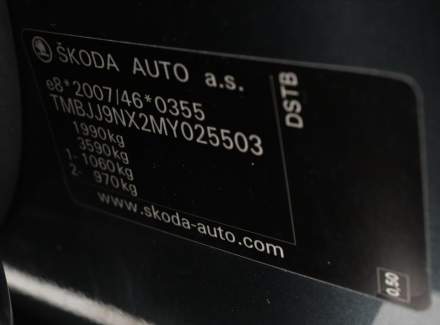 ŠKODA AUTO a.s.
e8*2007/46*0355
TMBJJ9NX2MY025503
1990kg
3590kg
1- 1060kg
2- 970kg
www.skoda-auto.com
DSTB
0.50